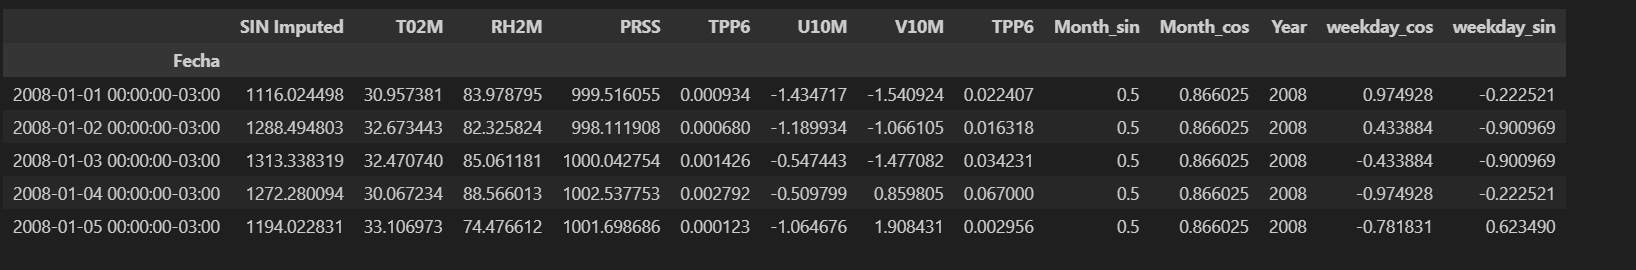 SIN Imputed T02M RH2M PRSS TPP6 U10M V10M TPP6 Month_sin Month_cos Year weekday_cos weekday_sin
Fecha
2008-01-01 00:00:00-03:00 1116.024498 30.957381 83.978795 999.516055 0.000934 -1.434717 -1.540924 0.022407 0.5 0.866025 2008 0.974928 -0.222521
2008-01-02 00:00:00-03:00 1288.494803 32.673443 82.325824 998.111908 0.000680 -1.189934 -1.066105 0.016318 0.5 0.866025 2008 0.433884 -0.900969
2008-01-03 00:00:00-03:00 1313.338319 32.470740 85.061181 1000.042754 0.001426 -0.547443 -1.477082 0.034231 0.5 0.866025 2008 -0.433884 -0.900969
2008-01-04 00:00:00-03:00 1272.280094 30.067234 88.566013 1002.537753 0.002792 -0.509799 0.859805 0.067000 0.5 0.866025 2008 -0.974928 -0.222521
2008-01-05 00:00:00-03:00 1194.022831 33.106973 74.476612 1001.698686 0.000123 -1.064676 1.908431 0.002956 0.5 0.866025 2008 -0.781831 0.623490